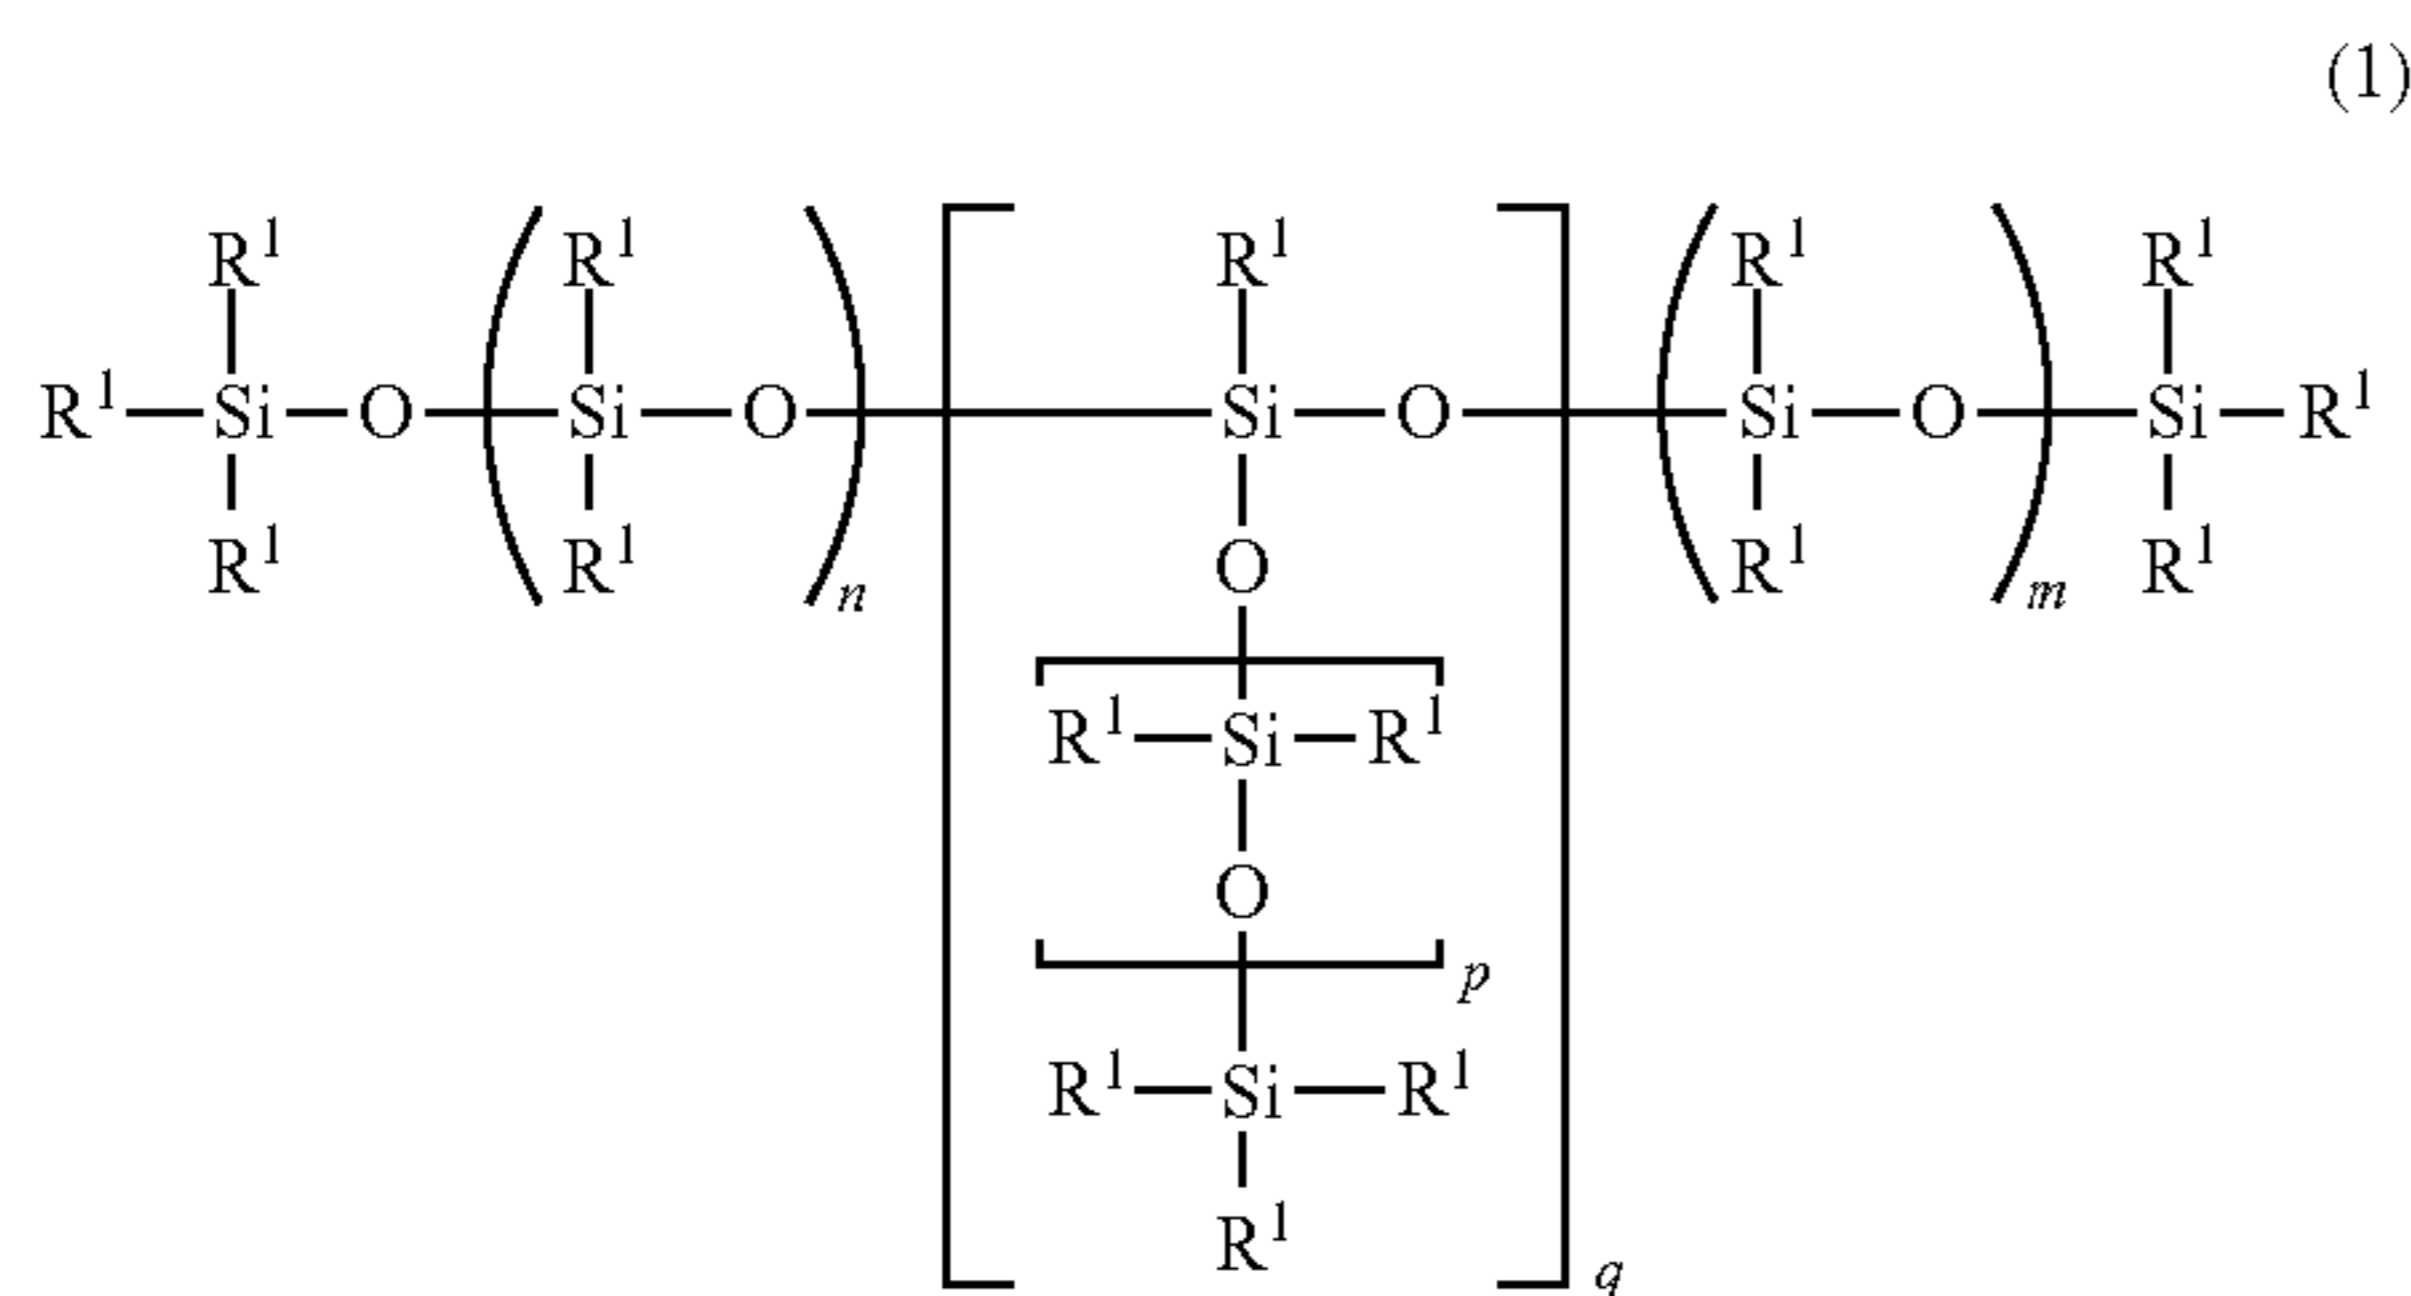 (1)
R¹ R¹ R¹ R¹ R¹
R¹—Si—O—(Si—O)—[Si—O]—(Si—O)—Si—R¹
R¹ R¹ O R¹ R¹
n m
R¹—Si—R¹
O
p
R¹—Si—R¹
R¹
q